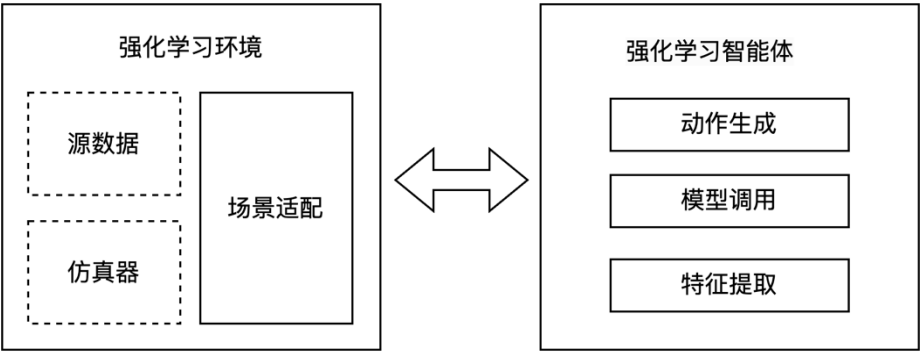 强化学习环境
源数据
仿真器
场景适配
强化学习智能体
动作生成
模型调用
特征提取